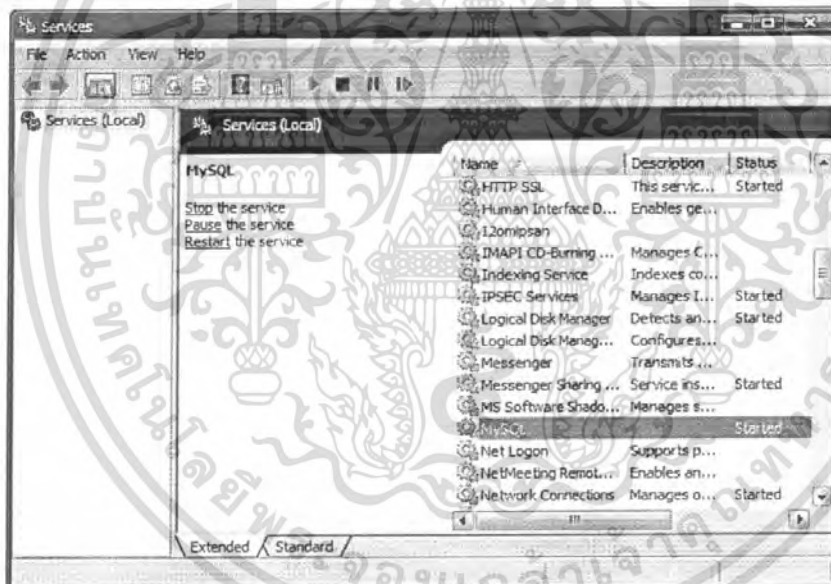 Services
File Action View Help
Services (Local)
Services (Local)
MySQL
Stop the service
Pause the service
Restart the service
Name Description Status
HTTP SSL This servic... Started
Human Interface D... Enables ge...
I2omipsan
IMAPI CD-Burning ... Manages C...
Indexing Service Indexes co...
IPSEC Services Manages I... Started
Logical Disk Manager Detects an... Started
Logical Disk Manag... Configures...
Messenger Transmits ...
Messenger Sharing ... Service ins... Started
MS Software Shado... Manages s...
MySQL Started
Net Logon Supports p...
NetMeeting Remot... Enables an...
Network Connections Manages o... Started
Extended Standard